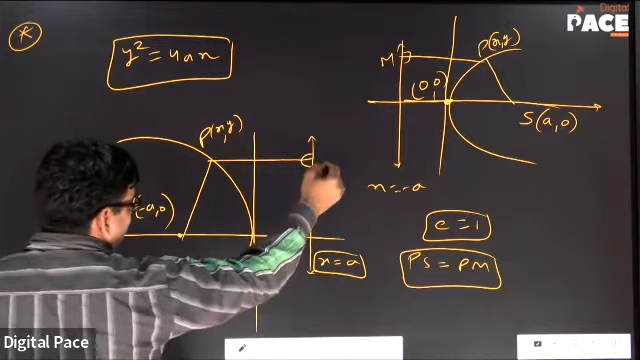 Digital
PACE
*
y² = 4ax
P(x,y)
M
(0,0)
S(a,0)
x = -a
P(x,y)
(-a,0)
x = a
e = 1
PS = PM
Digital Pace